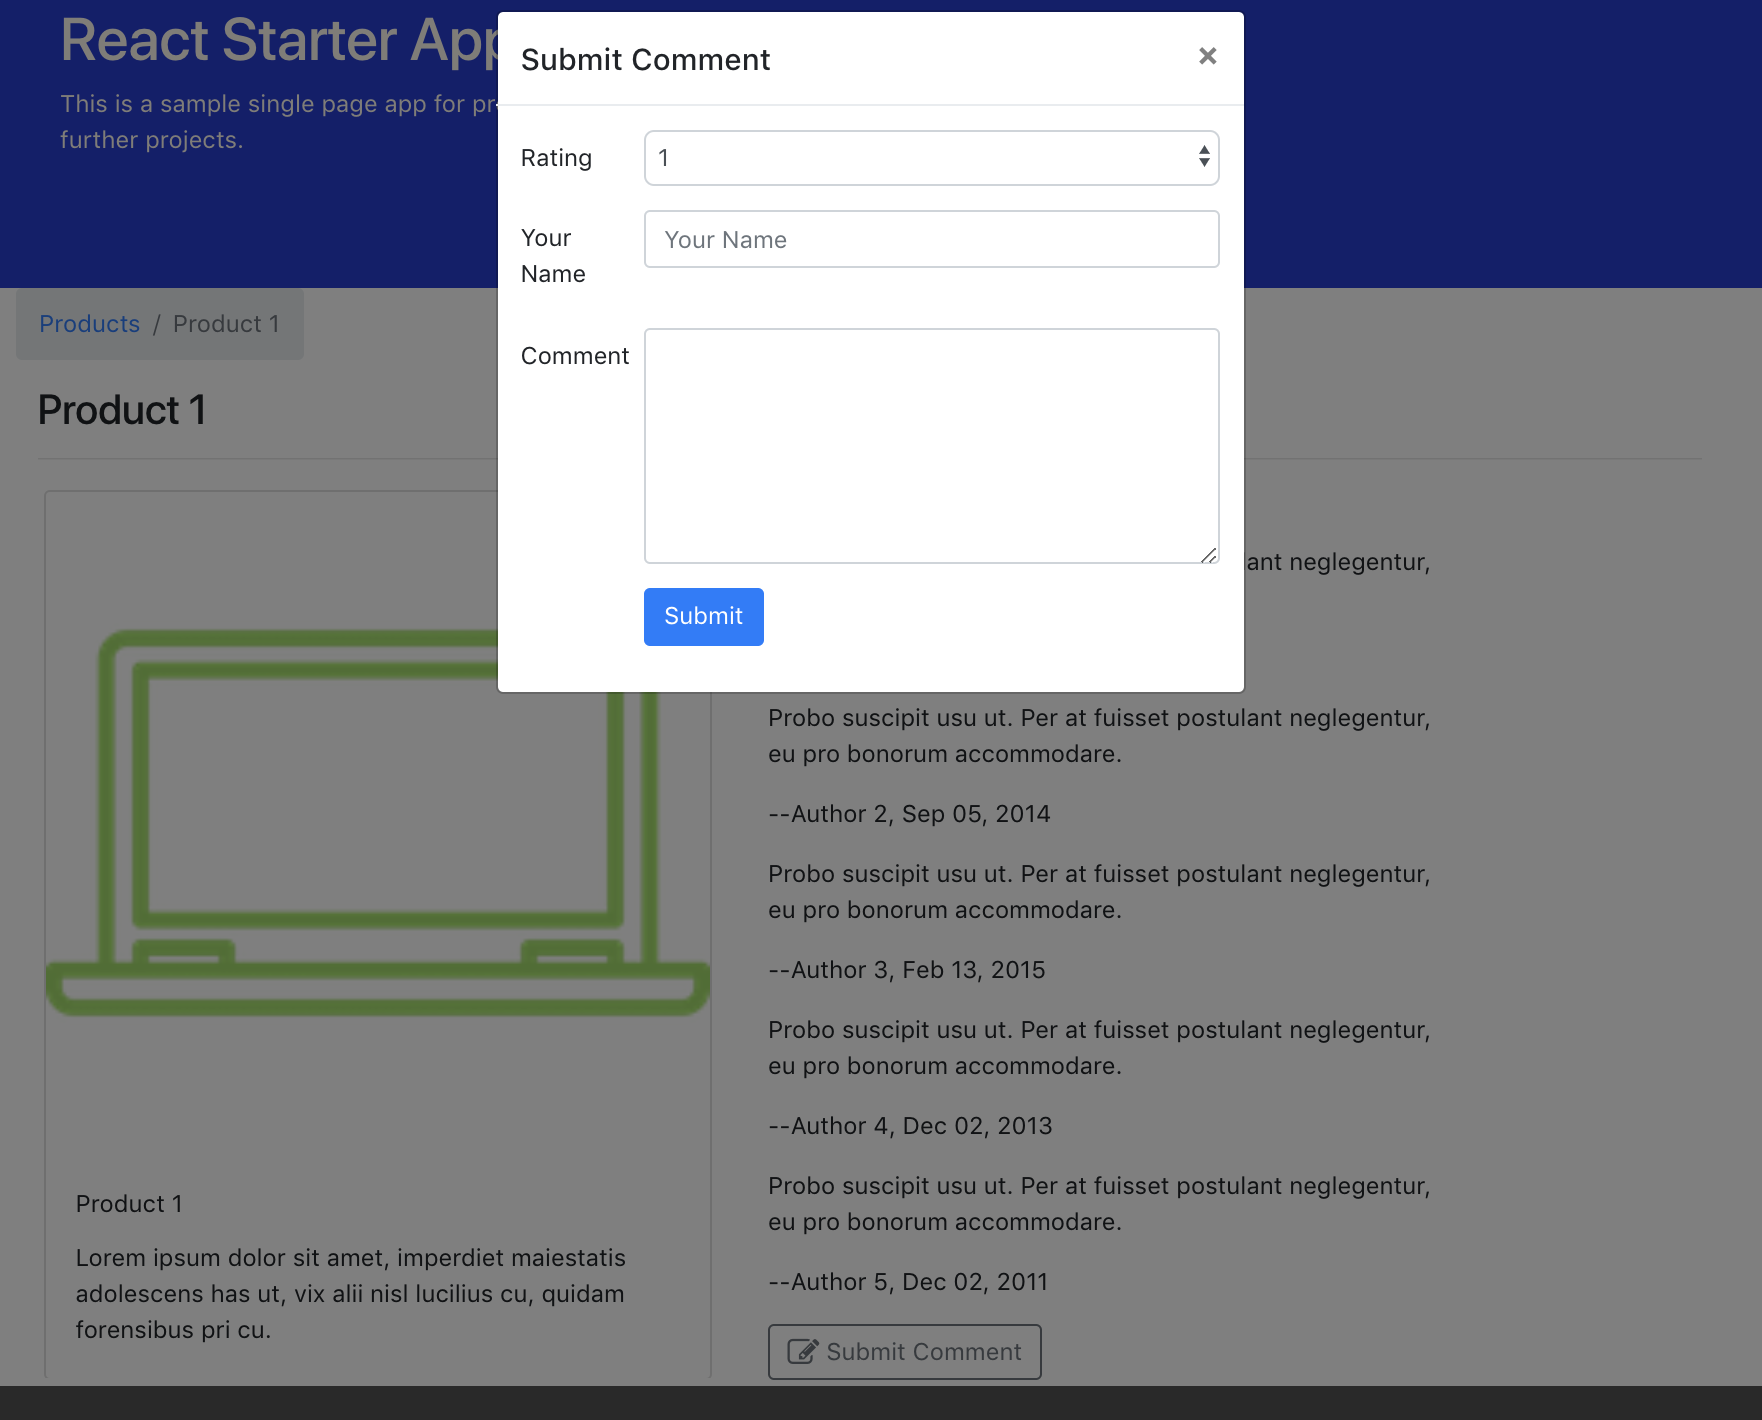 React Starter App
This is a sample single page app for
further projects.
Submit Comment
×
Rating
1
Your
Name
Your Name
Comment
Submit
Products / Product 1
Product 1
neglegentur,
Probo suscipit usu ut. Per at fuisset postulant neglegentur,
eu pro bonorum accommodare.
--Author 2, Sep 05, 2014
Probo suscipit usu ut. Per at fuisset postulant neglegentur,
eu pro bonorum accommodare.
--Author 3, Feb 13, 2015
Probo suscipit usu ut. Per at fuisset postulant neglegentur,
eu pro bonorum accommodare.
--Author 4, Dec 02, 2013
Probo suscipit usu ut. Per at fuisset postulant neglegentur,
eu pro bonorum accommodare.
--Author 5, Dec 02, 2011
Submit Comment
Product 1
Lorem ipsum dolor sit amet, imperdiet maiestatis
adolescens has ut, vix alii nisl lucilius cu, quidam
forensibus pri cu.